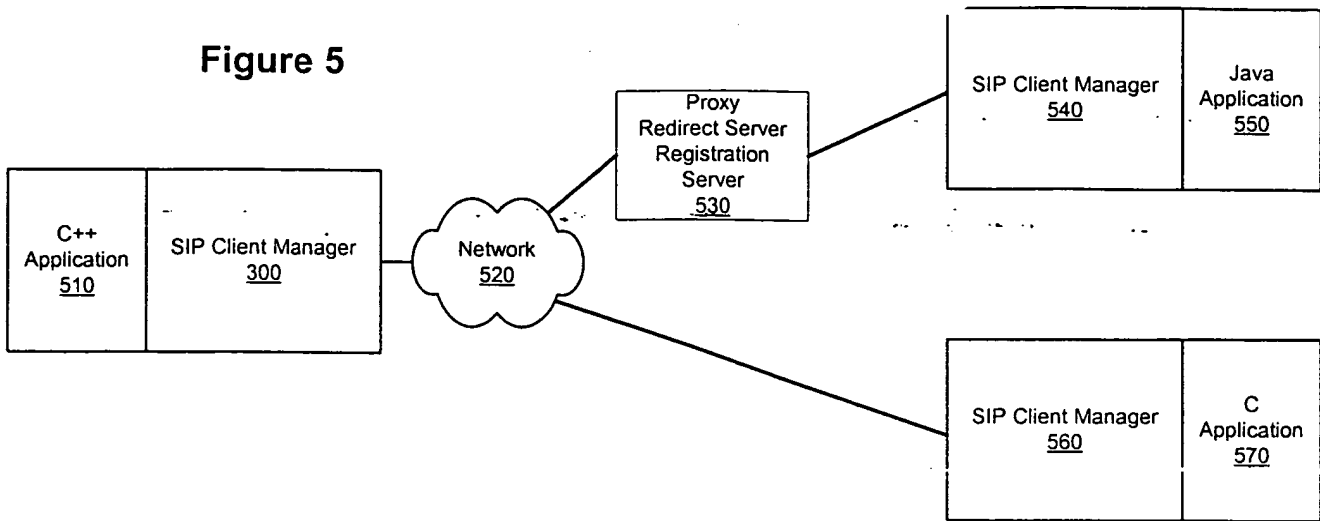 Figure 5
C++
Application
510
SIP Client Manager
300
Network
520
Proxy
Redirect Server
Registration
Server
530
SIP Client Manager
540
Java
Application
550
SIP Client Manager
560
C
Application
570